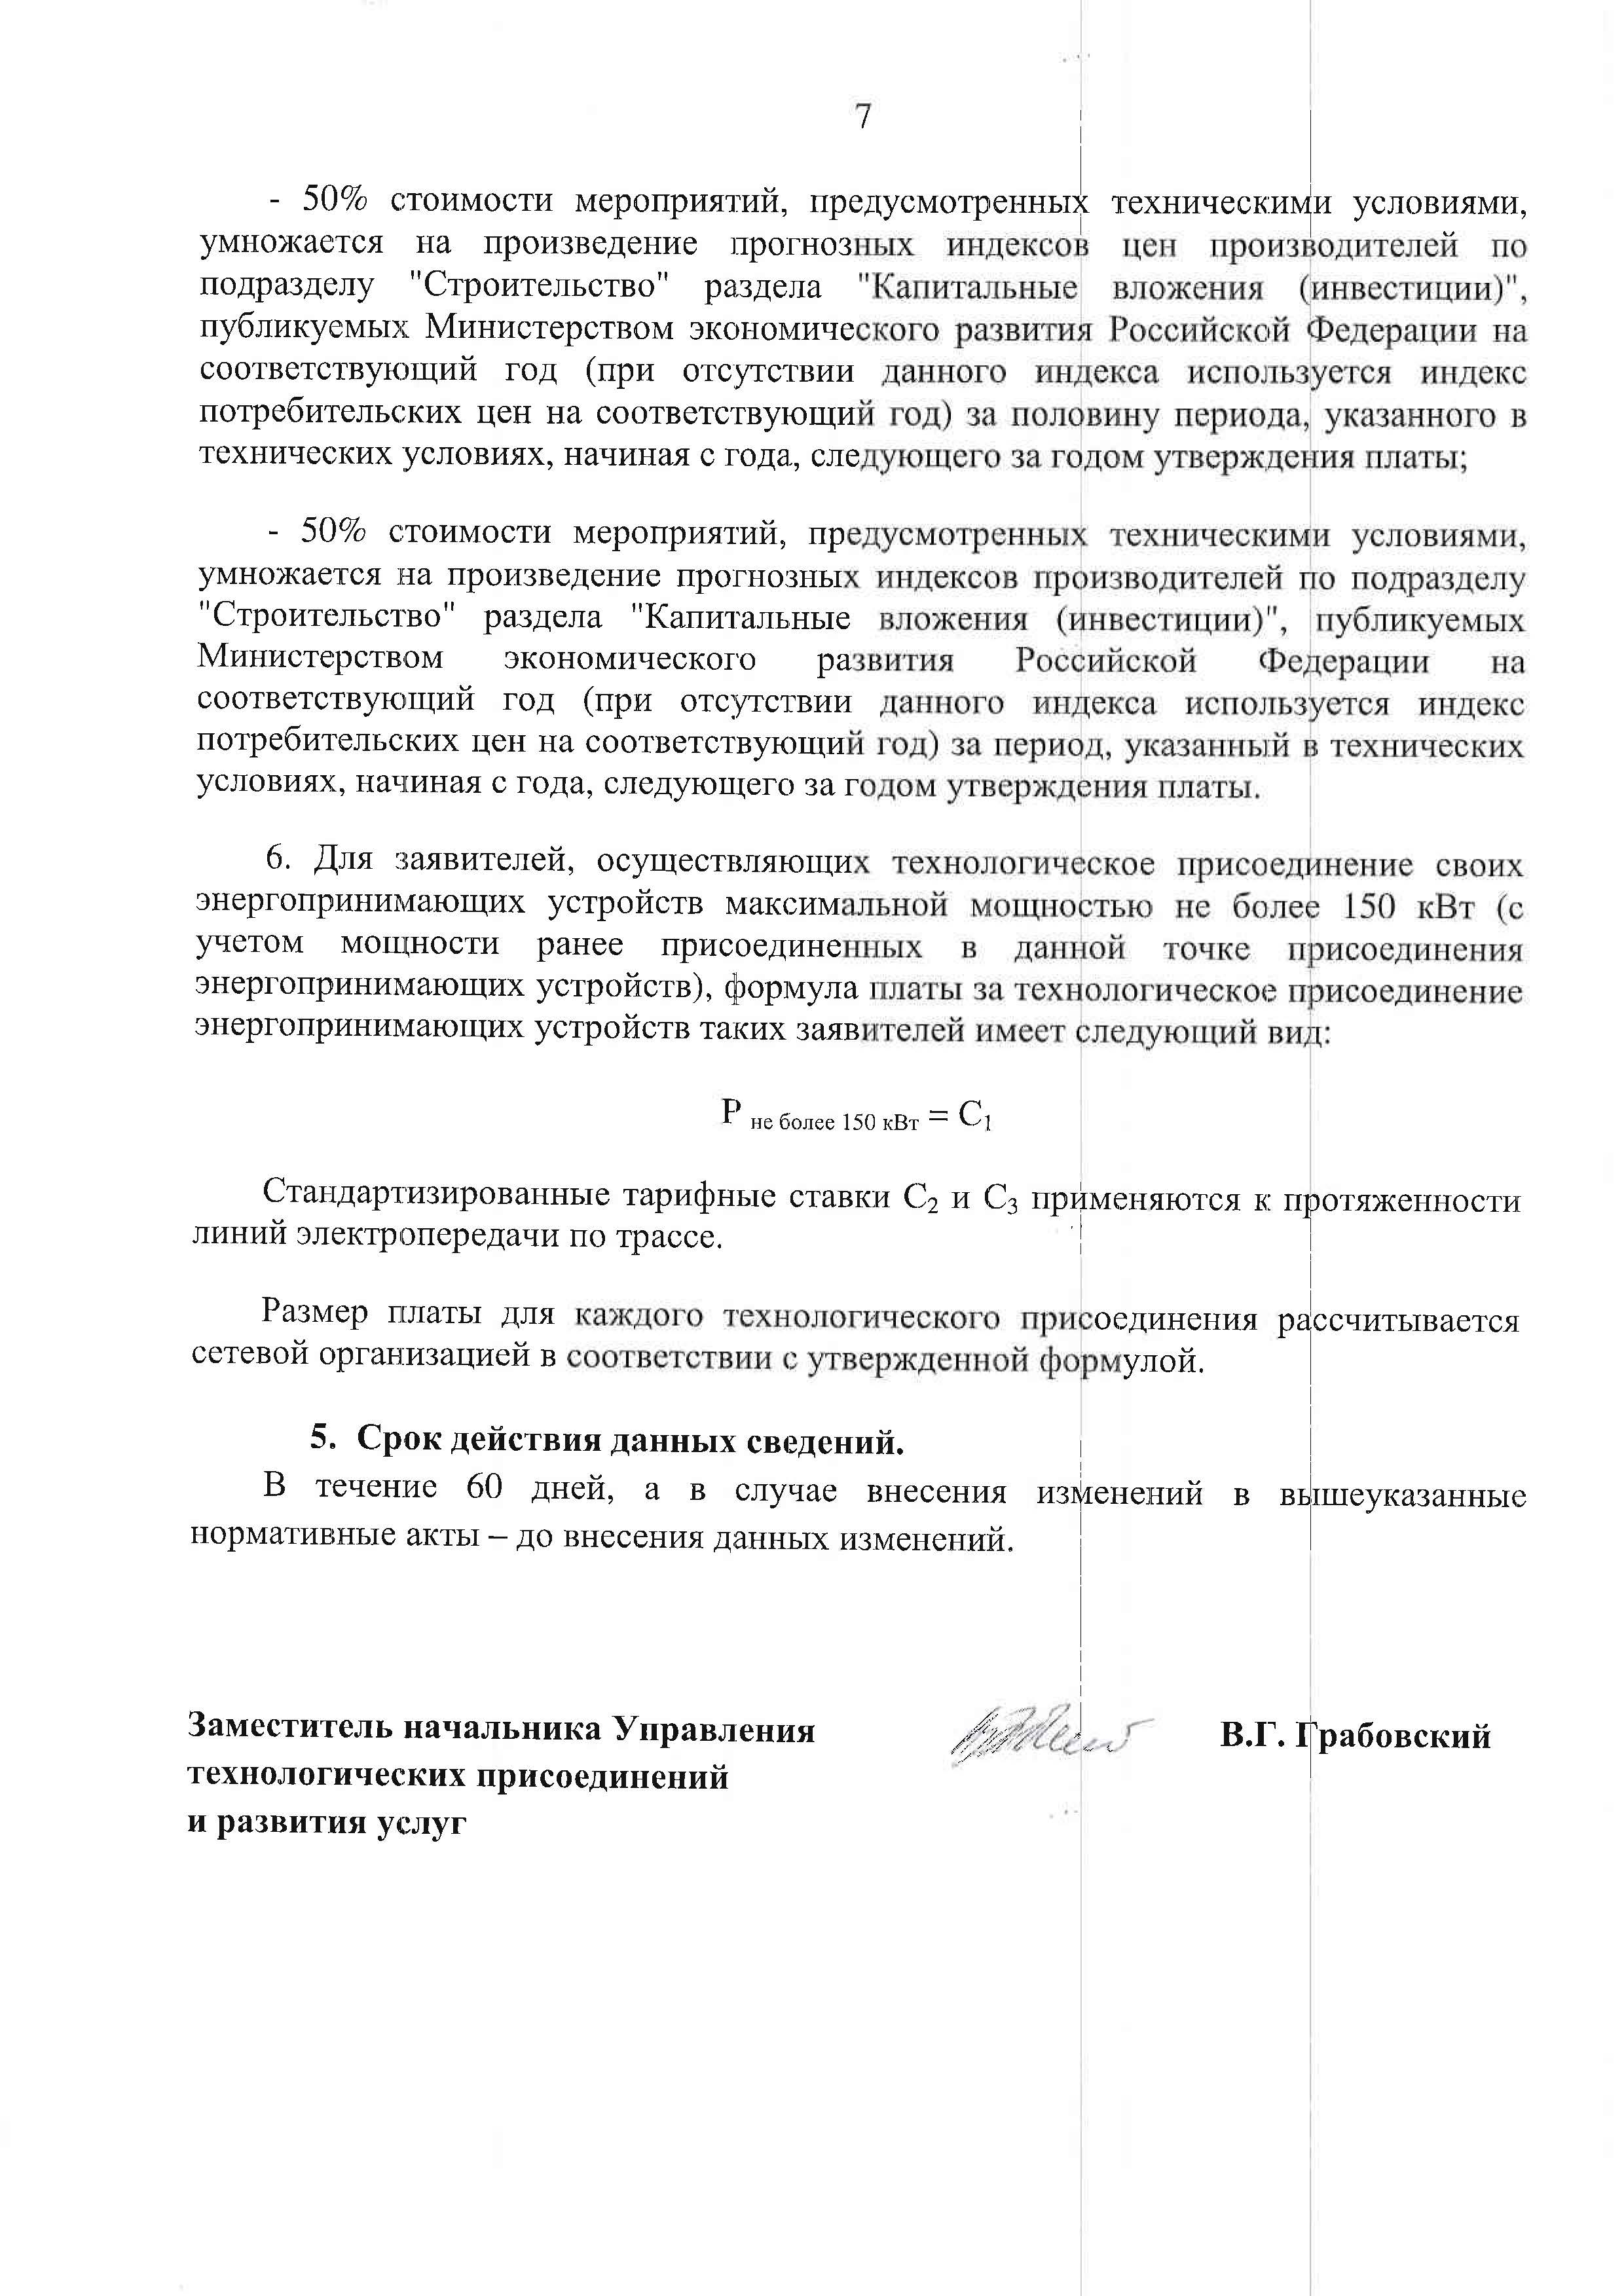 7
- 50% стоимости мероприятий, предусмотренных техническими условиями,
умножается на произведение прогнозных индексов цен производителей по
подразделу "Строительство" раздела "Капитальные вложения (инвестиции)",
публикуемых Министерством экономического развития Российской Федерации на
соответствующий год (при отсутствии данного индекса используется индекс
потребительских цен на соответствующий год) за половину периода, указанного в
технических условиях, начиная с года, следующего за годом утверждения платы;
- 50% стоимости мероприятий, предусмотренных техническими условиями,
умножается на произведение прогнозных индексов производителей по подразделу
"Строительство" раздела "Капитальные вложения (инвестиции)", публикуемых
Министерством экономического развития Российской Федерации на
соответствующий год (при отсутствии данного индекса используется индекс
потребительских цен на соответствующий год) за период, указанный в технических
условиях, начиная с года, следующего за годом утверждения платы.
6. Для заявителей, осуществляющих технологическое присоединение своих
энергопринимающих устройств максимальной мощностью не более 150 кВт (с
учетом мощности ранее присоединенных в данной точке присоединения
энергопринимающих устройств), формула платы за технологическое присоединение
энергопринимающих устройств таких заявителей имеет следующий вид:
P не более 150 кВт = C₁
Стандартизированные тарифные ставки C₂ и C₃ применяются к протяженности
линий электропередачи по трассе.
Размер платы для каждого технологического присоединения рассчитывается
сетевой организацией в соответствии с утвержденной формулой.
5. Срок действия данных сведений.
В течение 60 дней, а в случае внесения изменений в вышеуказанные
нормативные акты – до внесения данных изменений.
Заместитель начальника Управления В.Г. Грабовский
технологических присоединений
и развития услуг